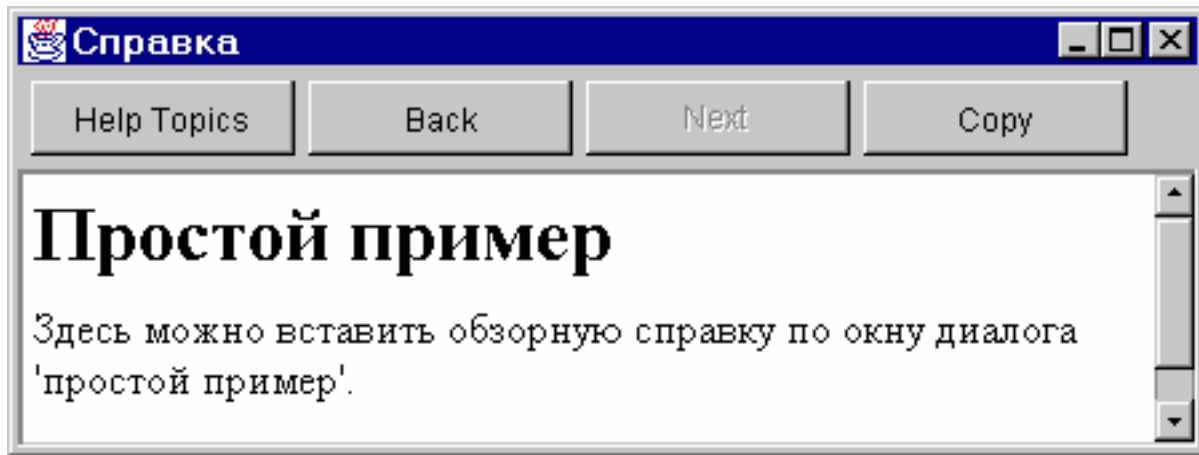 Справка
Help Topics Back Next Copy
Простой пример
Здесь можно вставить обзорную справку по окну диалога
'простой пример'.